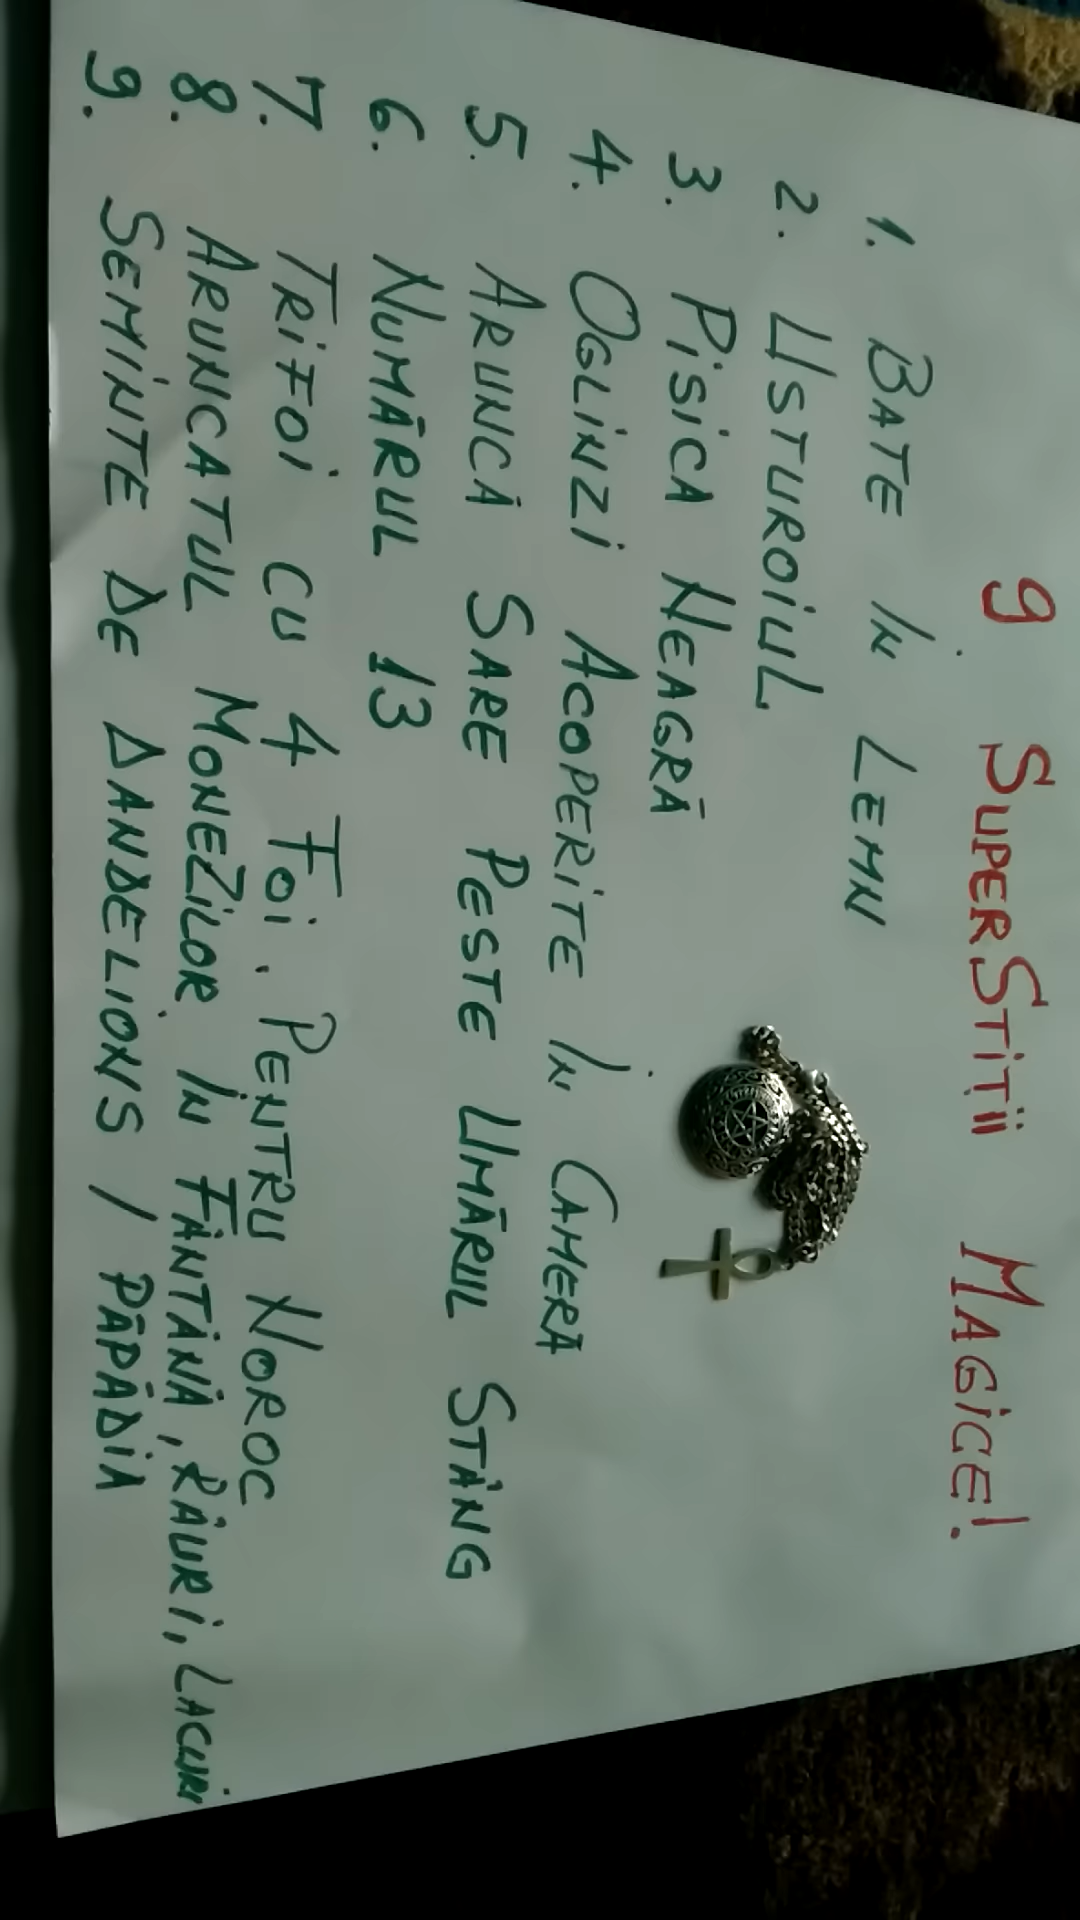 9 SUPERSTIȚII MAGICE!
1. BATE ÎN LEMN
2. USTUROIUL
3. PISICA NEAGRĂ
4. OGLINZI ACOPERITE ÎN CAMERĂ
5. ARUNCĂ SARE PESTE UMĂRUL STÂNG
6. NUMĂRUL 13
7. TRIFOI CU 4 FOI. PENTRU NOROC
8. ARUNCATUL MONEZILOR ÎN FÂNTÂNĂ, RÂURI, LACURI
9. SEMINTE DE DANDELIONS / PĂPĂDIA